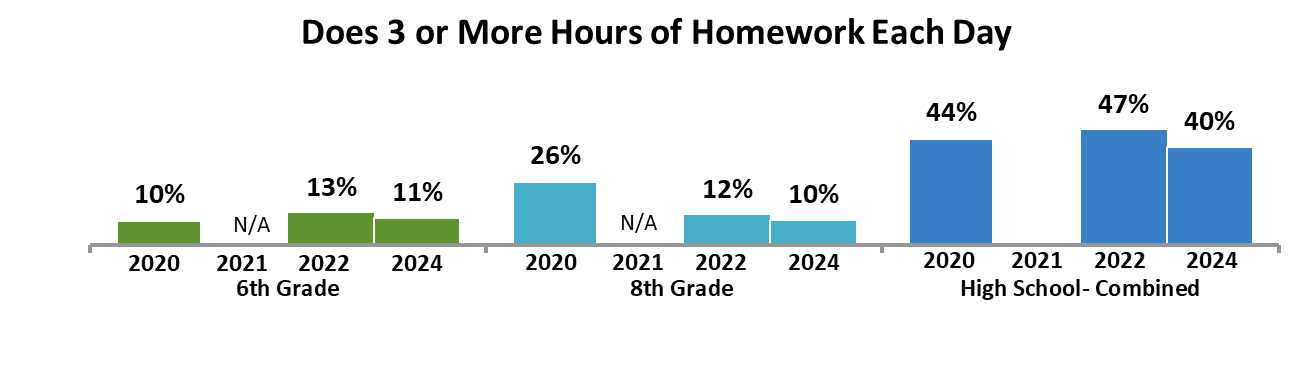 Does 3 or More Hours of Homework Each Day
44% 47% 40%
26%
10% 13% 11% 12% 10%
N/A N/A
2020 2021 2022 2024 2020 2021 2022 2024 2020 2021 2022 2024
6th Grade 8th Grade High School- Combined